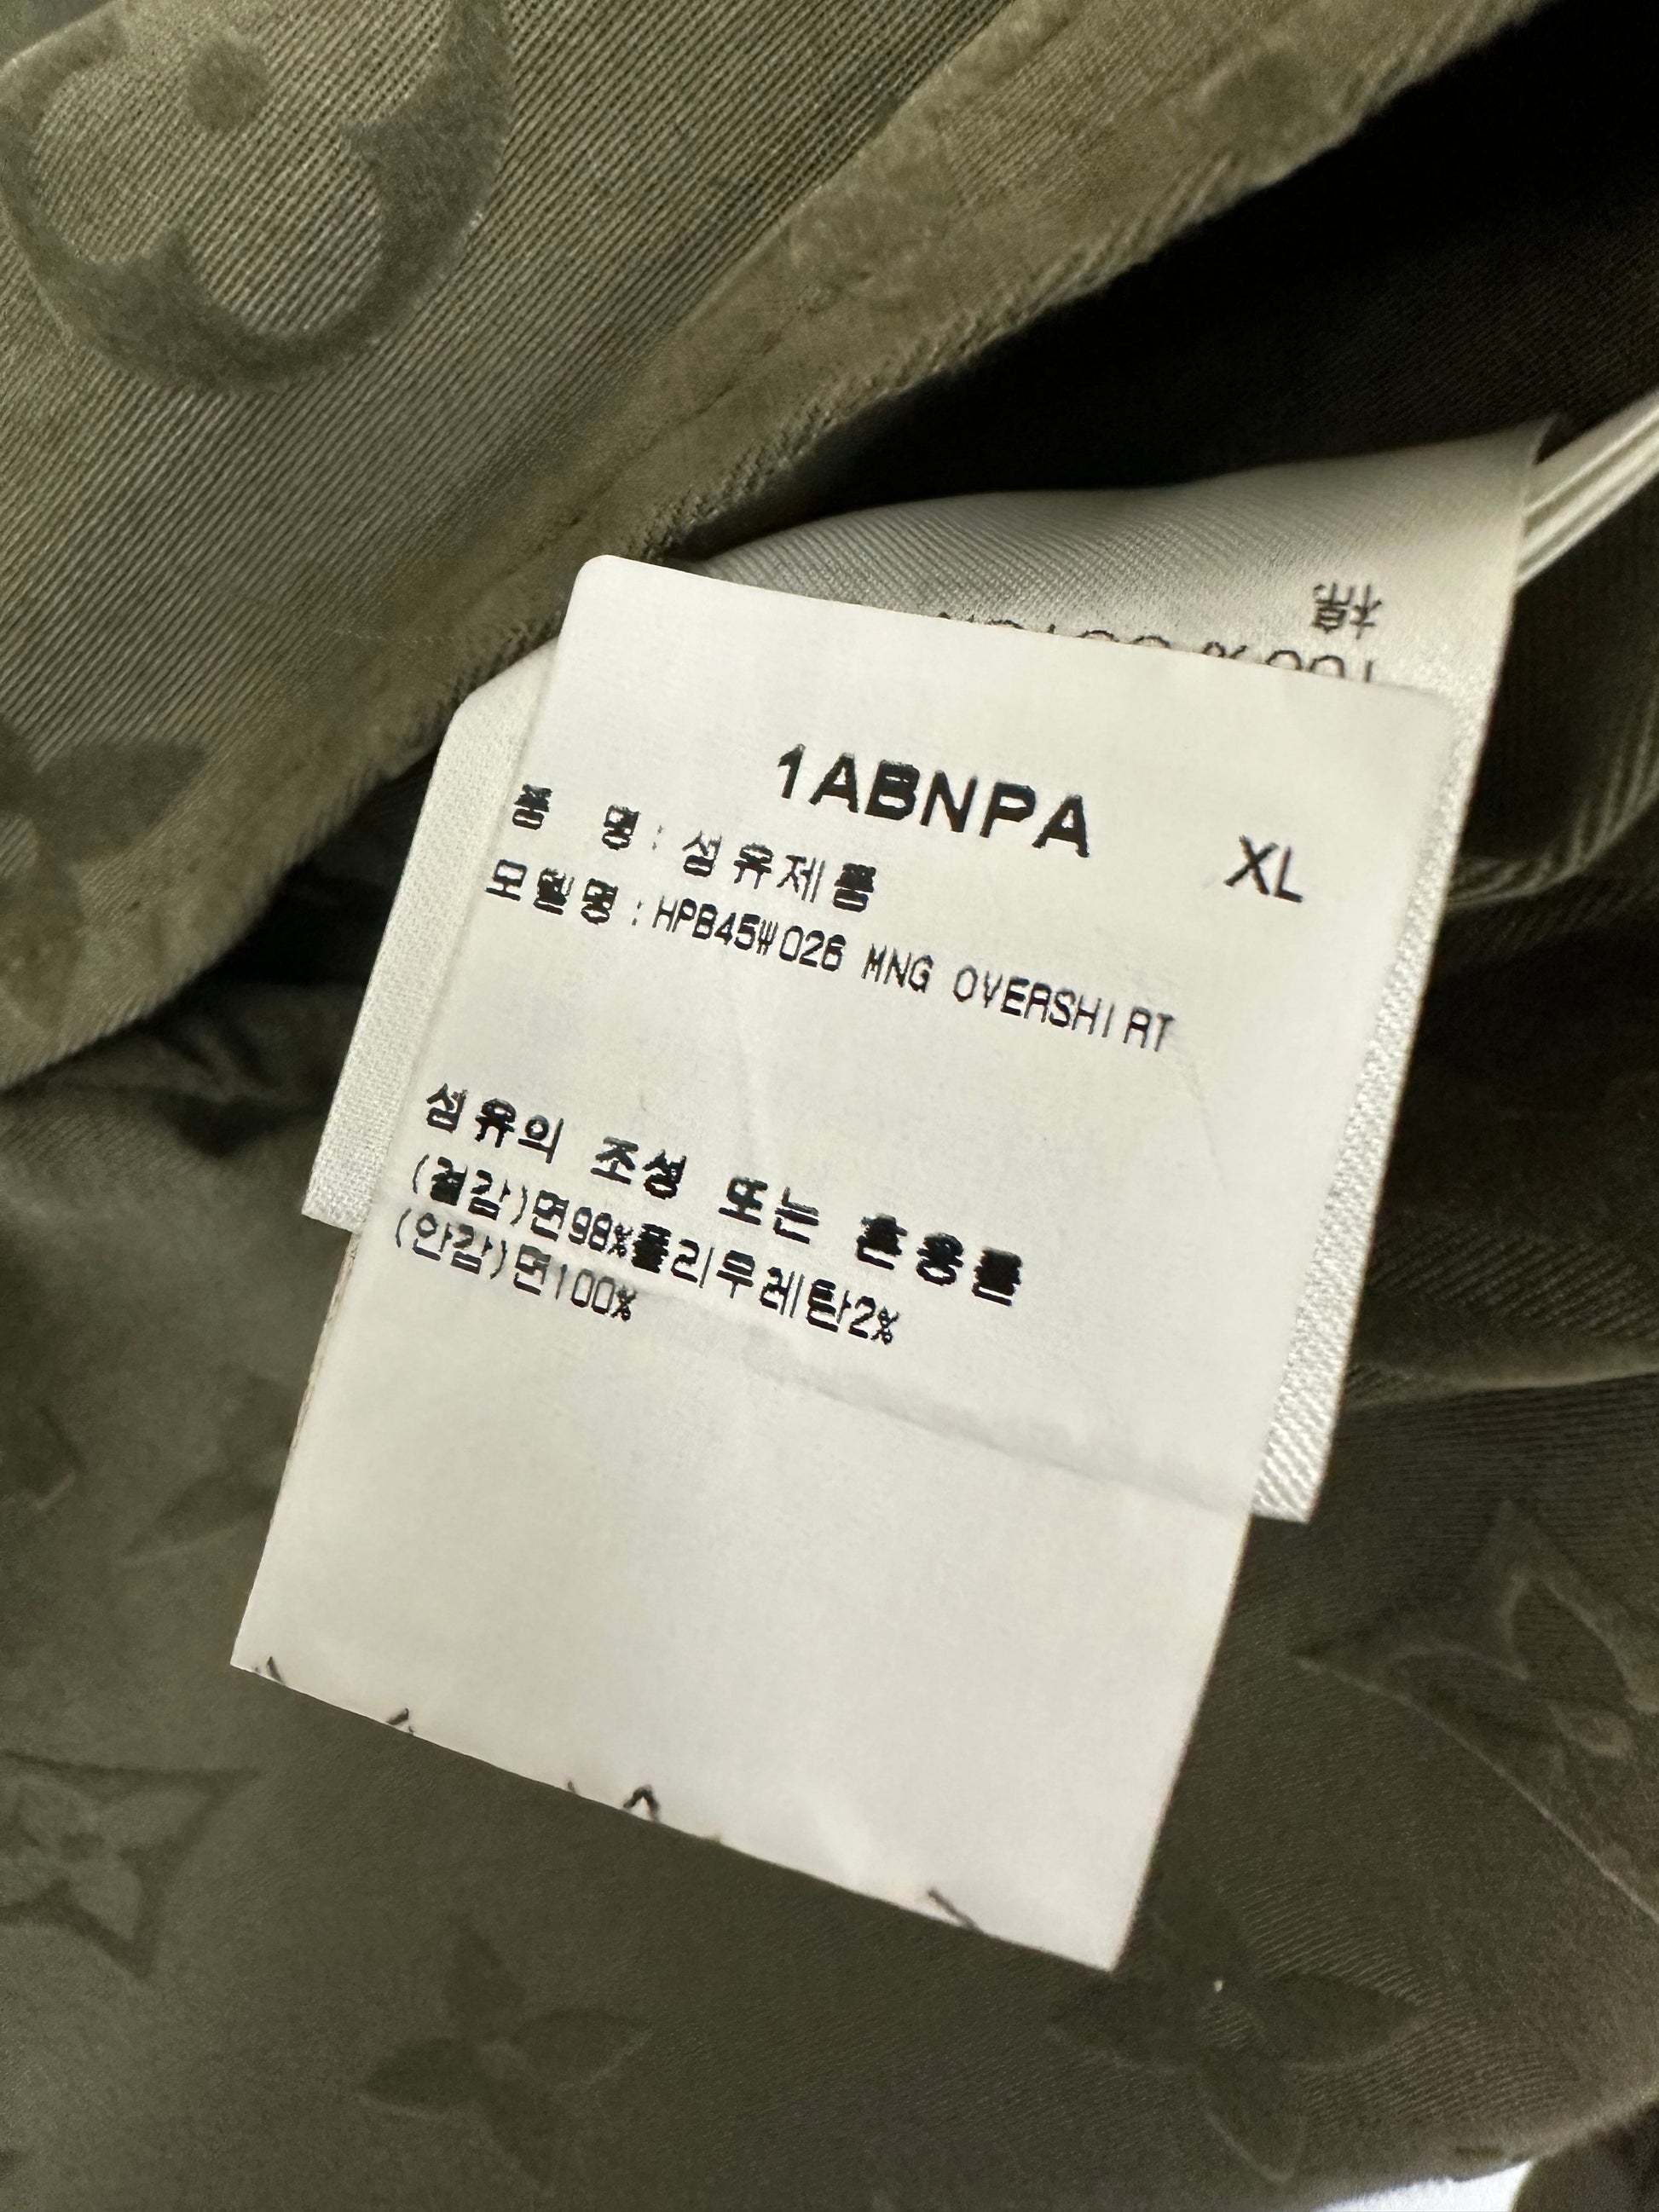 棉
1ABNPA XL
품 명 : 섬유제품
모델명 : HPB45W026 MNG OVERSHIRT
섬유의 조성 또는 혼용률
(겉감)면98%폴리우레탄2%
(안감)면100%